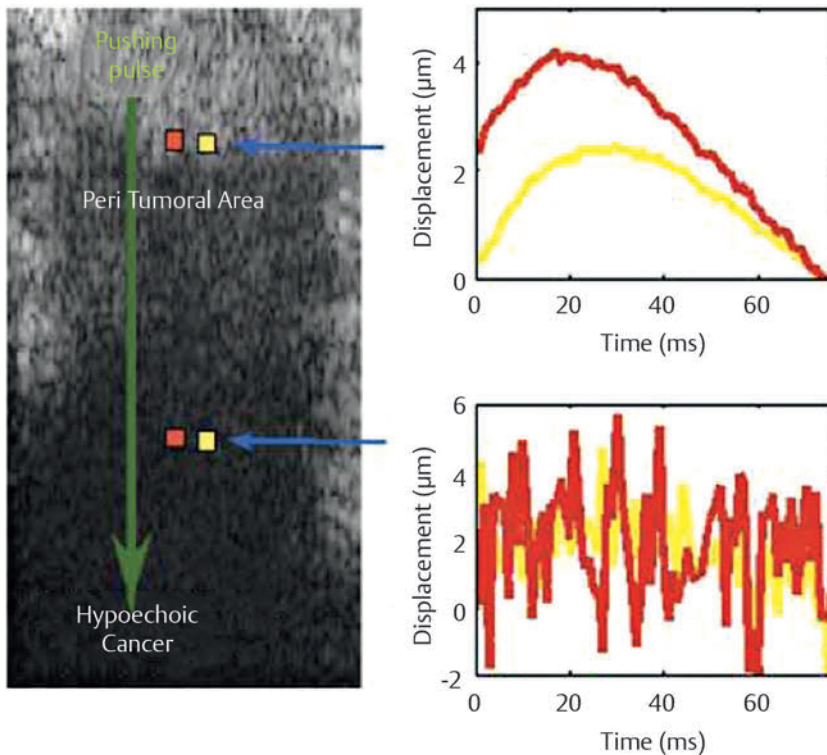 Pushing
pulse
Peri Tumoral Area
Hypoechoic
Cancer
Displacement (µm)
4
2
0
0
20
40
60
Time (ms)
Displacement (µm)
6
4
2
0
-2
0
20
40
60
Time (ms)